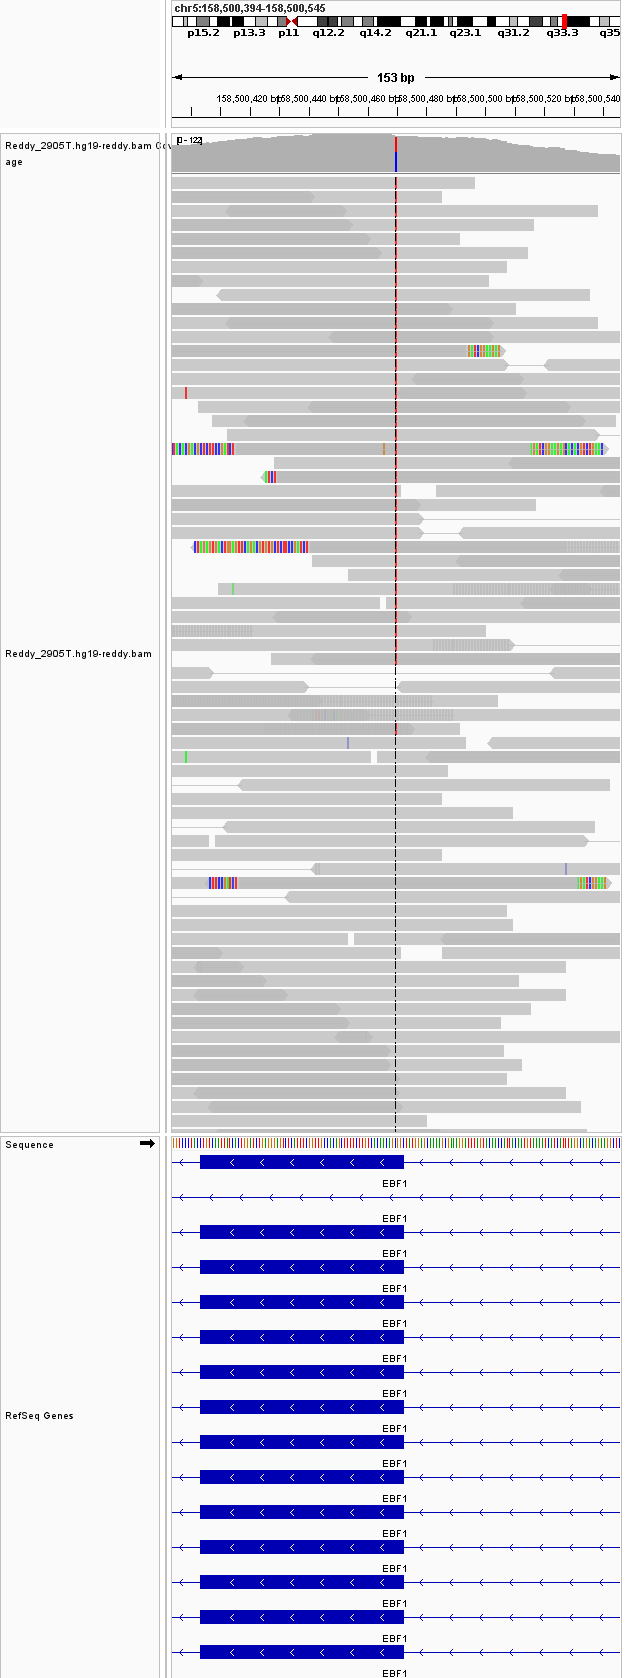 chr5:158,500,394-158,500,545
p15.2 p13.3 p11 q12.2 q14.2 q21.1 q23.1 q31.2 q33.3 q35
153 bp
158,500,420 bp 158,500,440 bp 158,500,460 bp 158,500,480 bp 158,500,500 bp 158,500,520 bp 158,500,540
Reddy_2905T.hg19-reddy.bam Cov
age
[0 - 122]
Reddy_2905T.hg19-reddy.bam
Sequence
EBF1
EBF1
EBF1
EBF1
EBF1
EBF1
EBF1
RefSeq Genes
EBF1
EBF1
EBF1
EBF1
EBF1
EBF1
EBF1
EBF1